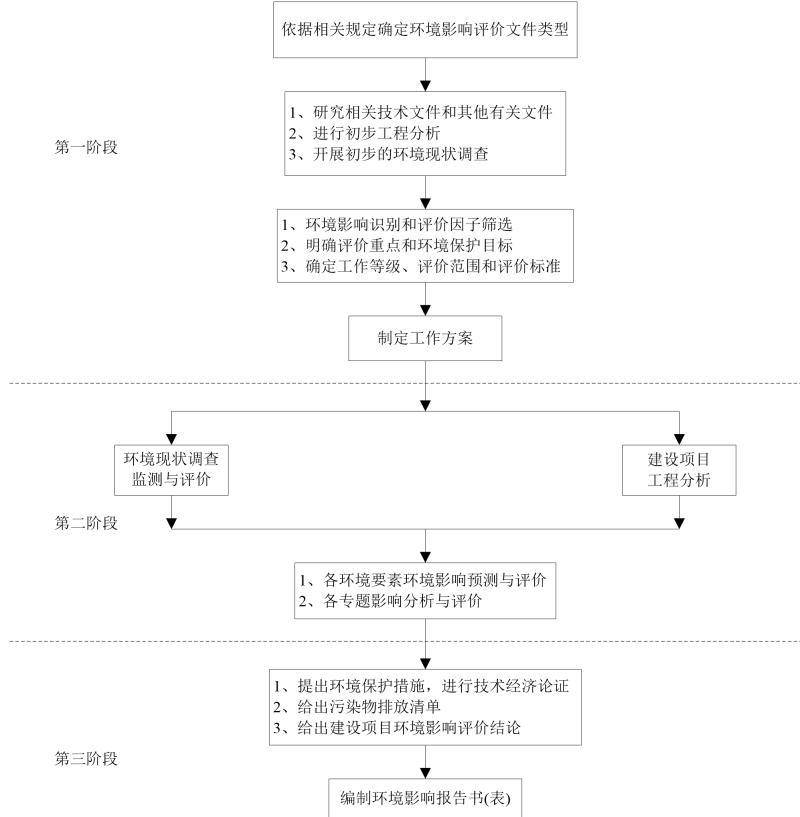 依据相关规定确定环境影响评价文件类型
1、研究相关技术文件和其他有关文件
2、进行初步工程分析
3、开展初步的环境现状调查
第一阶段
1、环境影响识别和评价因子筛选
2、明确评价重点和环境保护目标
3、确定工作等级、评价范围和评价标准
制定工作方案
环境现状调查
监测与评价
建设项目
工程分析
第二阶段
1、各环境要素环境影响预测与评价
2、各专题影响分析与评价
1、提出环境保护措施，进行技术经济论证
2、给出污染物排放清单
3、给出建设项目环境影响评价结论
第三阶段
编制环境影响报告书(表)